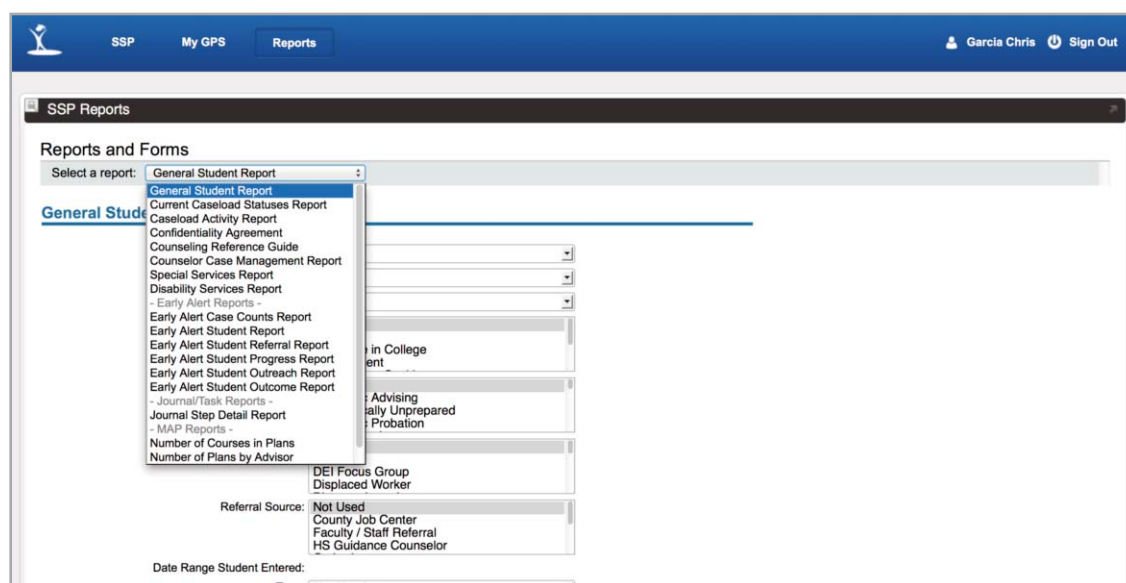 SSP My GPS Reports Garcia Chris Sign Out
SSP Reports
Reports and Forms
Select a report: General Student Report
General Student Report
Current Caseload Statuses Report
Caseload Activity Report
Confidentiality Agreement
Counseling Reference Guide
Counselor Case Management Report
Special Services Report
Disability Services Report
- Early Alert Reports -
Early Alert Case Counts Report
Early Alert Student Report
Early Alert Student Referral Report
Early Alert Student Progress Report
Early Alert Student Outreach Report
Early Alert Student Outcome Report
- Journal/Task Reports -
Journal Step Detail Report
- MAP Reports -
Number of Courses in Plans
Number of Plans by Advisor
General
in College
Advising
Unprepared
Probation
DEI Focus Group
Displaced Worker
Referral Source: Not Used
County Job Center
Faculty / Staff Referral
HS Guidance Counselor
Date Range Student Entered: